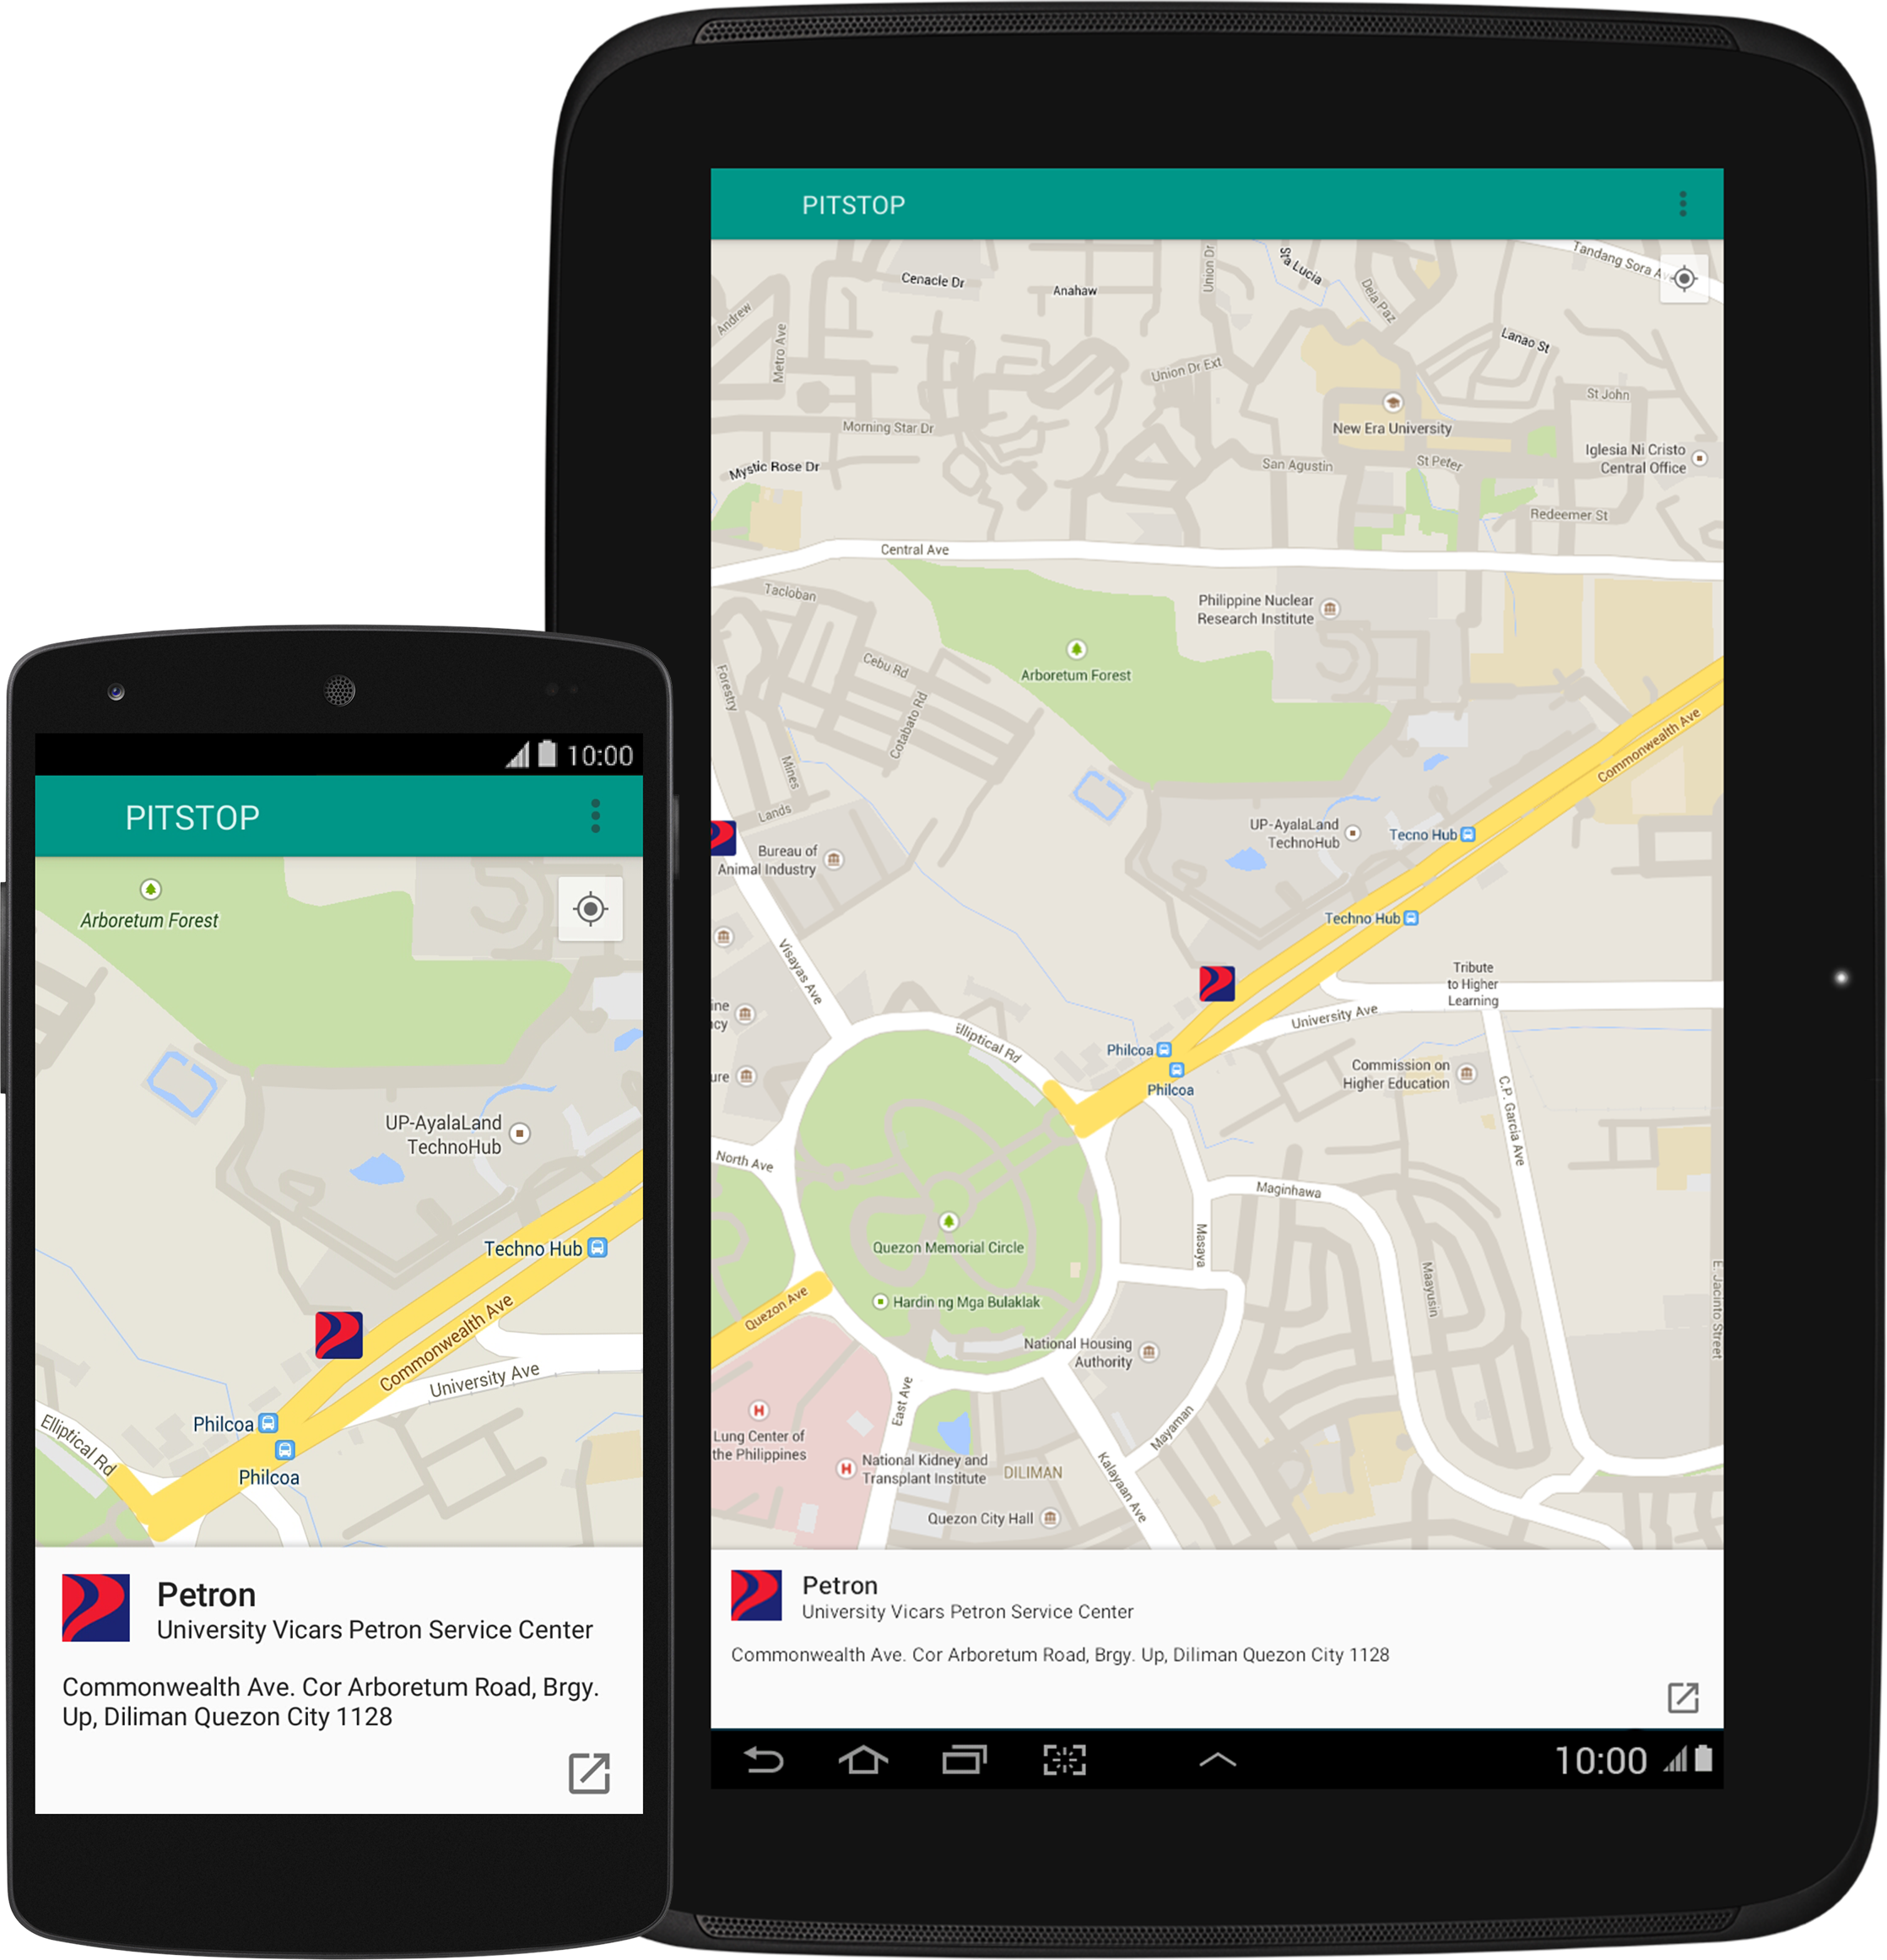 PITSTOP
Cenacle Dr
Anahaw
Union Dr
Sta Lucia
Dela Paz
Tandang Sora
Andrew
Metro Ave
Lanao St
Union Dr Ext
St John
Morning Star Dr
New Era University
Mystic Rose Dr
San Agustin
St Peter
Iglesia Ni Cristo
Central Office
Redeemer St
Central Ave
Tacloban
Philippine Nuclear
Research Institute
Arboretum Forest
Cebu Rd
Forestry
Cotabato Rd
Commonwealth Ave
Mines
Lands
UP-AyalaLand
TechnoHub
Tecno Hub
Bureau of
Animal Industry
Techno Hub
Visayas Ave
Tribute
to Higher
Learning
ine
cy
University Ave
Elliptical Rd
Philcoa
Philcoa
ure
Commission on
Higher Education
C.P. Garcia Ave
North Ave
Maginhawa
Masaya
Quezon Memorial Circle
Maayusin
E. Jacinto Street
Quezon Ave
Hardin ng Mga Bulaklak
National Housing
Authority
East Ave
Mayaman
Lung Center of
the Philippines
National Kidney and
Transplant Institute
DILIMAN
Kalayaan Ave
Quezon City Hall
Petron
University Vicars Petron Service Center
Commonwealth Ave. Cor Arboretum Road, Brgy. Up, Diliman Quezon City 1128
10:00
10:00
PITSTOP
Arboretum Forest
UP-AyalaLand
TechnoHub
Techno Hub
Commonwealth Ave
University Ave
Philcoa
Elliptical Rd
Philcoa
Petron
University Vicars Petron Service Center
Commonwealth Ave. Cor Arboretum Road, Brgy.
Up, Diliman Quezon City 1128